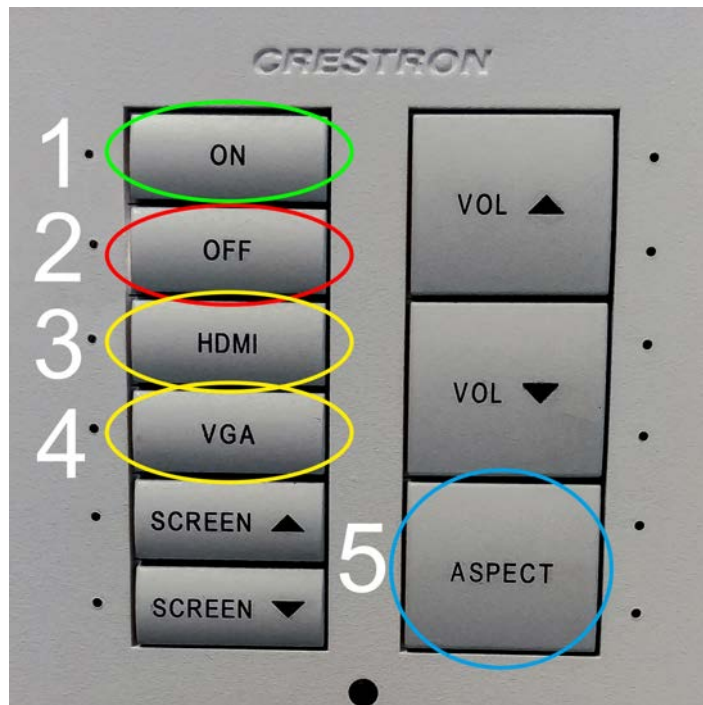 CRESTRON
1 ON
2 OFF
3 HDMI
4 VGA
SCREEN ▲
SCREEN ▼
VOL ▲
VOL ▼
5 ASPECT